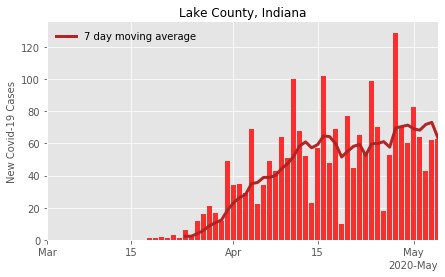 Lake County, Indiana
7 day moving average
New Covid-19 Cases
120
100
80
60
40
20
0
Mar 15 Apr 15 May
2020-May